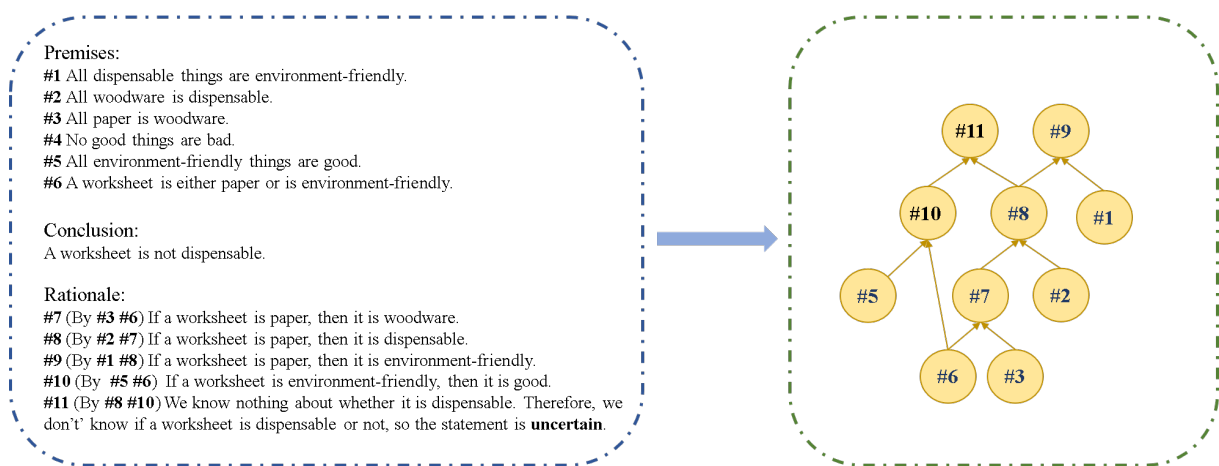 Premises:
#1 All dispensable things are environment-friendly.
#2 All woodware is dispensable.
#3 All paper is woodware.
#4 No good things are bad.
#5 All environment-friendly things are good.
#6 A worksheet is either paper or is environment-friendly.
Conclusion:
A worksheet is not dispensable.
Rationale:
#7 (By #3 #6) If a worksheet is paper, then it is woodware.
#8 (By #2 #7) If a worksheet is paper, then it is dispensable.
#9 (By #1 #8) If a worksheet is paper, then it is environment-friendly.
#10 (By #5 #6) If a worksheet is environment-friendly, then it is good.
#11 (By #8 #10) We know nothing about whether it is dispensable. Therefore, we
don't' know if a worksheet is dispensable or not, so the statement is uncertain.
#11 #9
#10 #8 #1
#5 #7 #2
#6 #3